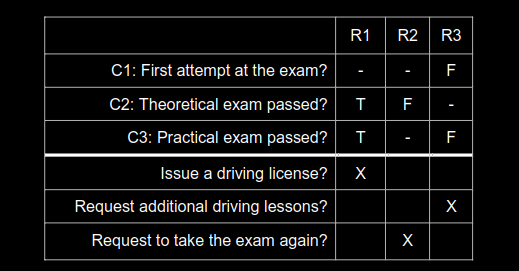 R1 R2 R3
C1: First attempt at the exam? - - F
C2: Theoretical exam passed? T F -
C3: Practical exam passed? T - F
Issue a driving license? X
Request additional driving lessons? X
Request to take the exam again? X